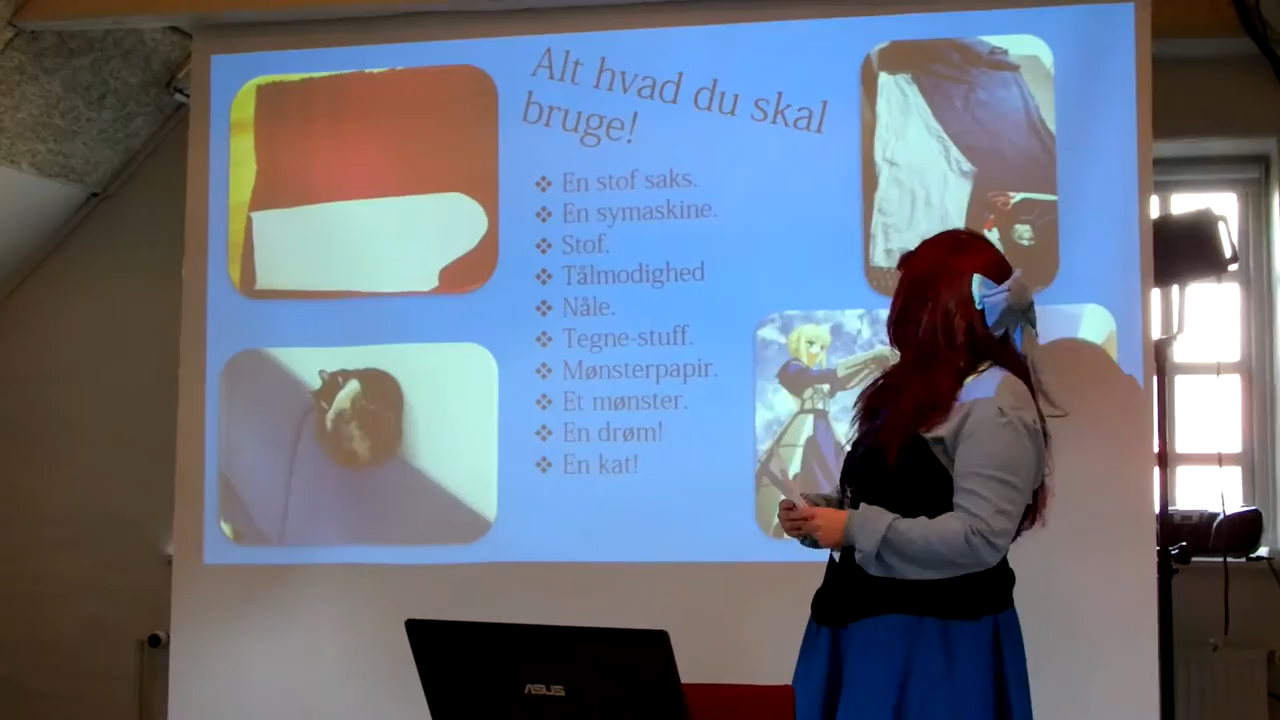 Alt hvad du skal
bruge!
En stof saks.
En symaskine.
Stof.
Tålmodighed
Nåle.
Tegne-stuff.
Mønsterpapir.
Et mønster.
En drøm!
En kat!
ASUS